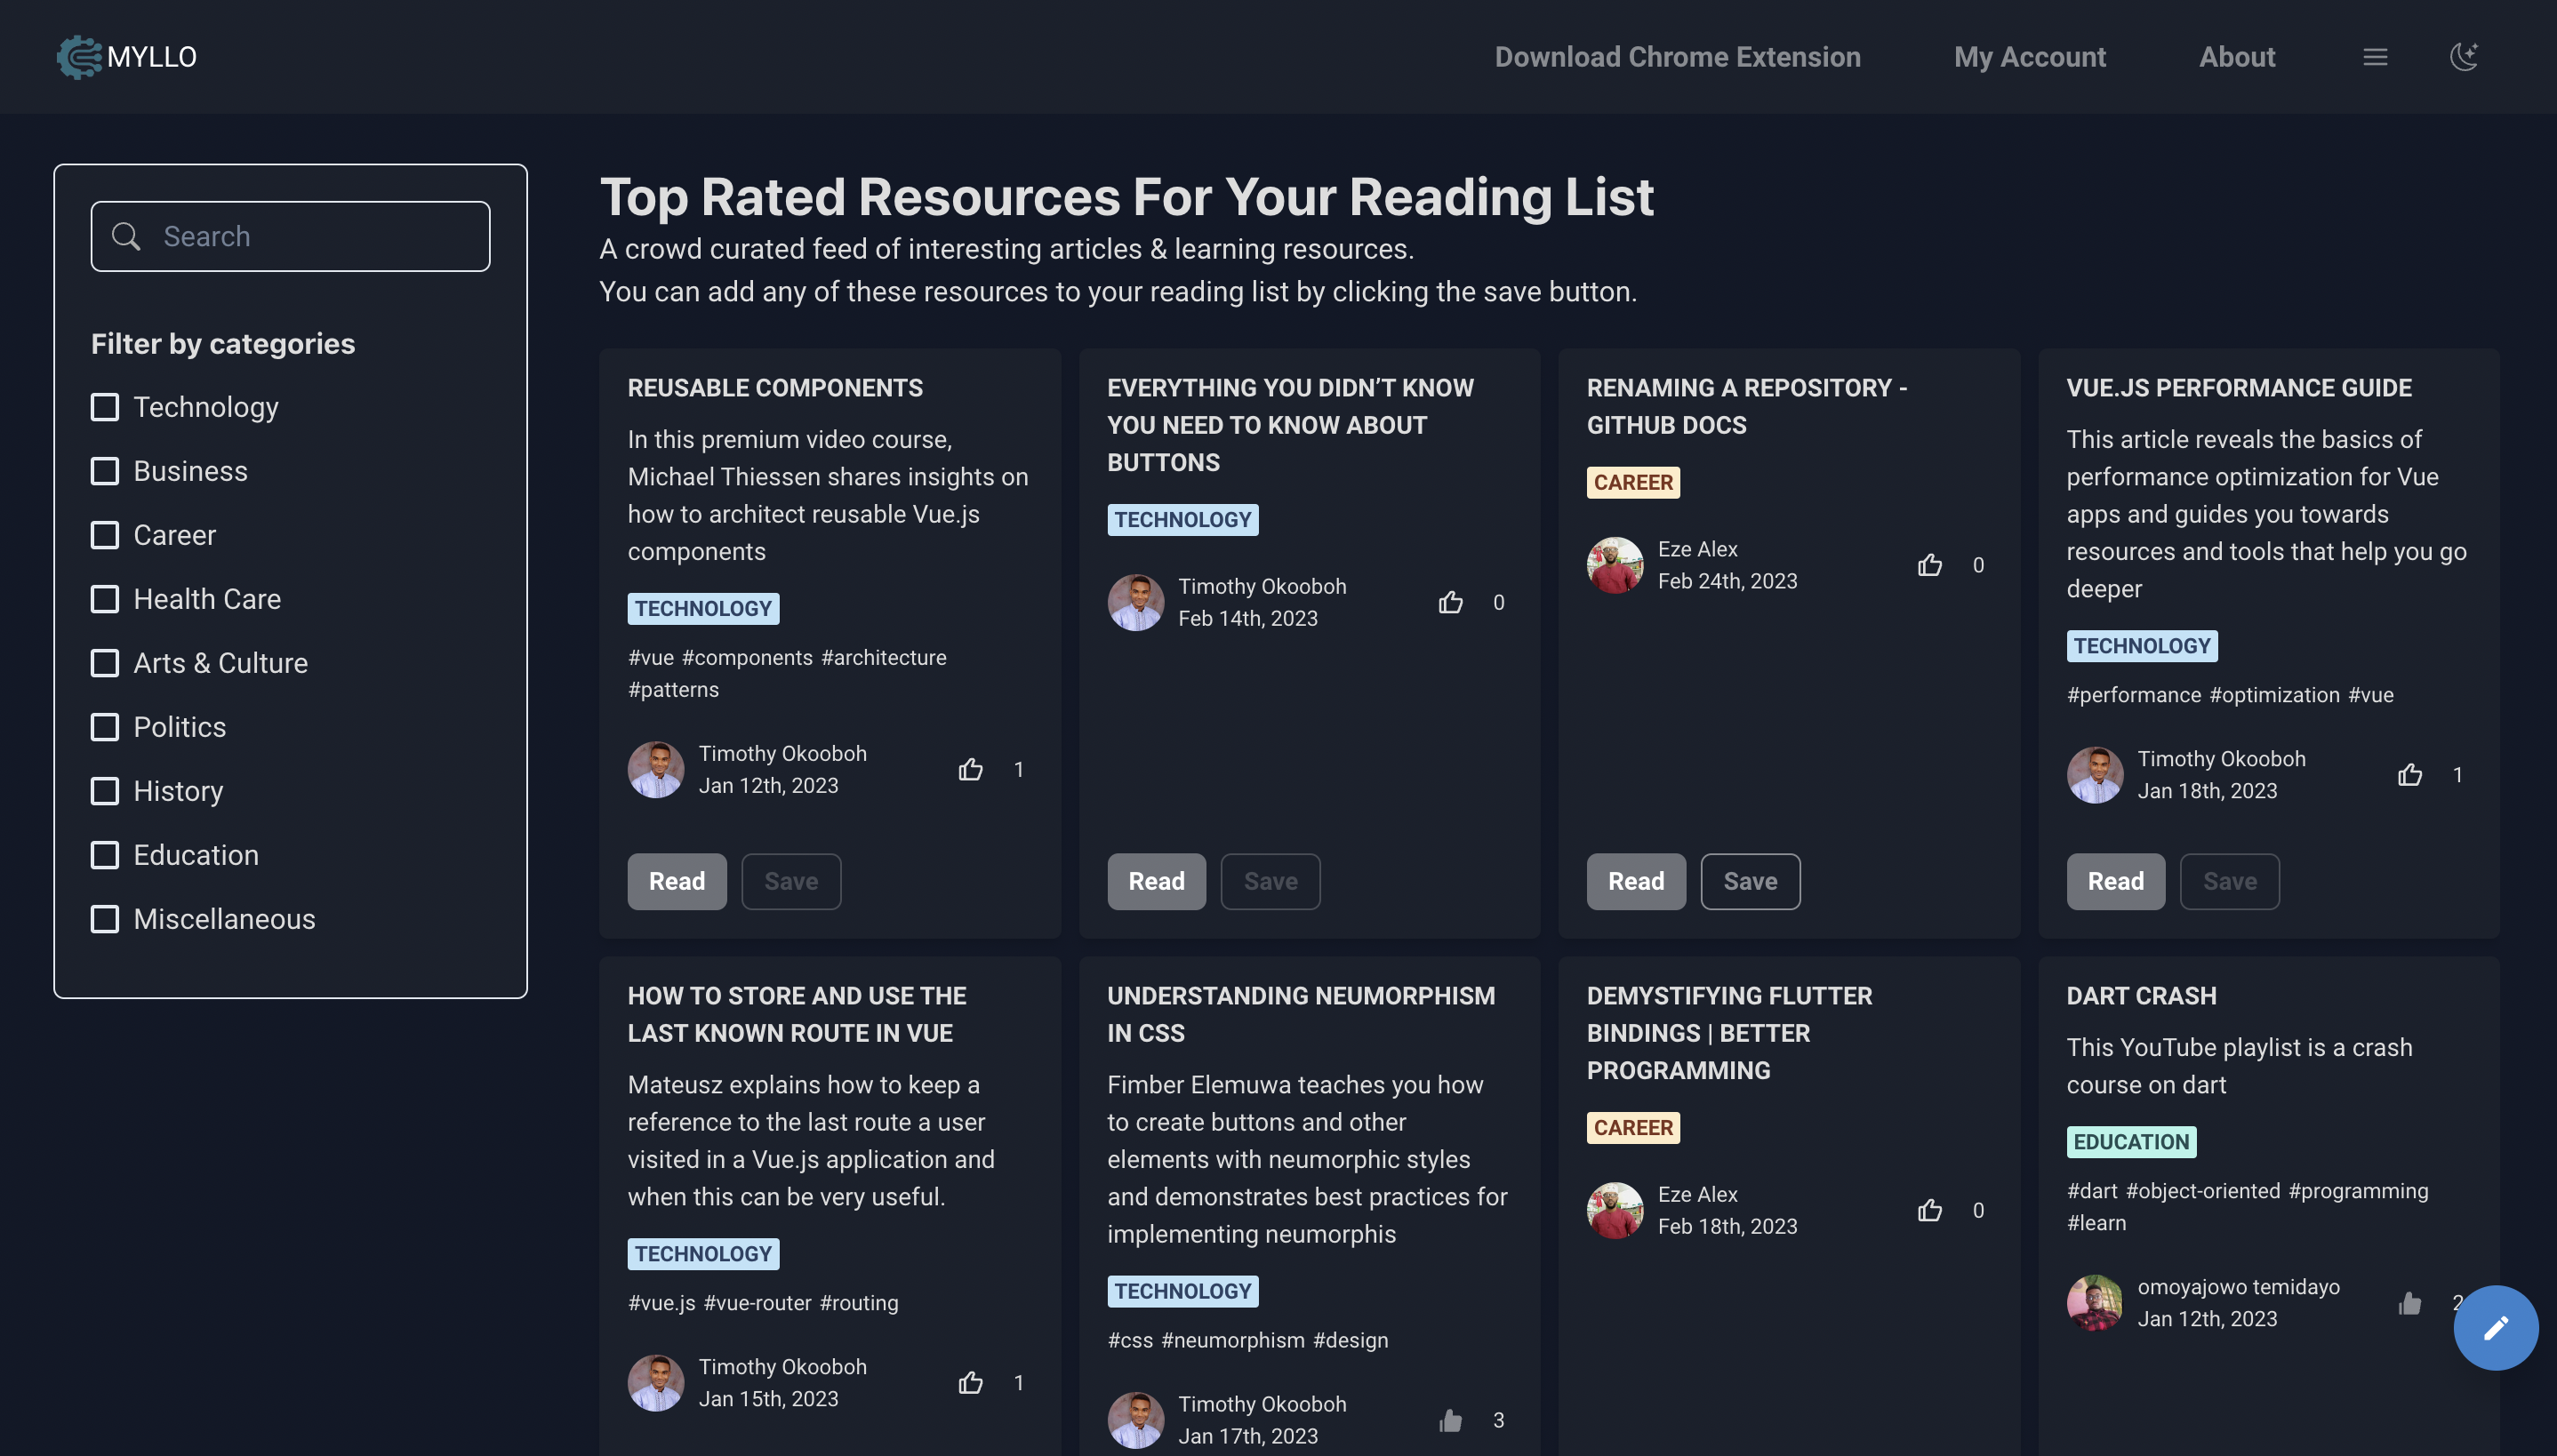 MYLLO
Download Chrome Extension
My Account
About
Search
Filter by categories
Technology
Business
Career
Health Care
Arts & Culture
Politics
History
Education
Miscellaneous
Top Rated Resources For Your Reading List
A crowd curated feed of interesting articles & learning resources.
You can add any of these resources to your reading list by clicking the save button.
REUSABLE COMPONENTS
In this premium video course,
Michael Thiessen shares insights on
how to architect reusable Vue.js
components
TECHNOLOGY
#vue #components #architecture
#patterns
Timothy Okooboh
Jan 12th, 2023
1
Read
Save
EVERYTHING YOU DIDN’T KNOW
YOU NEED TO KNOW ABOUT
BUTTONS
TECHNOLOGY
Timothy Okooboh
Feb 14th, 2023
0
Read
Save
RENAMING A REPOSITORY -
GITHUB DOCS
CAREER
Eze Alex
Feb 24th, 2023
0
Read
Save
VUE.JS PERFORMANCE GUIDE
This article reveals the basics of
performance optimization for Vue
apps and guides you towards
resources and tools that help you go
deeper
TECHNOLOGY
#performance #optimization #vue
Timothy Okooboh
Jan 18th, 2023
1
Read
Save
HOW TO STORE AND USE THE
LAST KNOWN ROUTE IN VUE
Mateusz explains how to keep a
reference to the last route a user
visited in a Vue.js application and
when this can be very useful.
TECHNOLOGY
#vue.js #vue-router #routing
Timothy Okooboh
Jan 15th, 2023
1
UNDERSTANDING NEUMORPHISM
IN CSS
Fimber Elemuwa teaches you how
to create buttons and other
elements with neumorphic styles
and demonstrates best practices for
implementing neumorphis
TECHNOLOGY
#css #neumorphism #design
Timothy Okooboh
Jan 17th, 2023
3
DEMYSTIFYING FLUTTER
BINDINGS | BETTER
PROGRAMMING
CAREER
Eze Alex
Feb 18th, 2023
0
DART CRASH
This YouTube playlist is a crash
course on dart
EDUCATION
#dart #object-oriented #programming
#learn
omoyajowo temidayo
Jan 12th, 2023
2